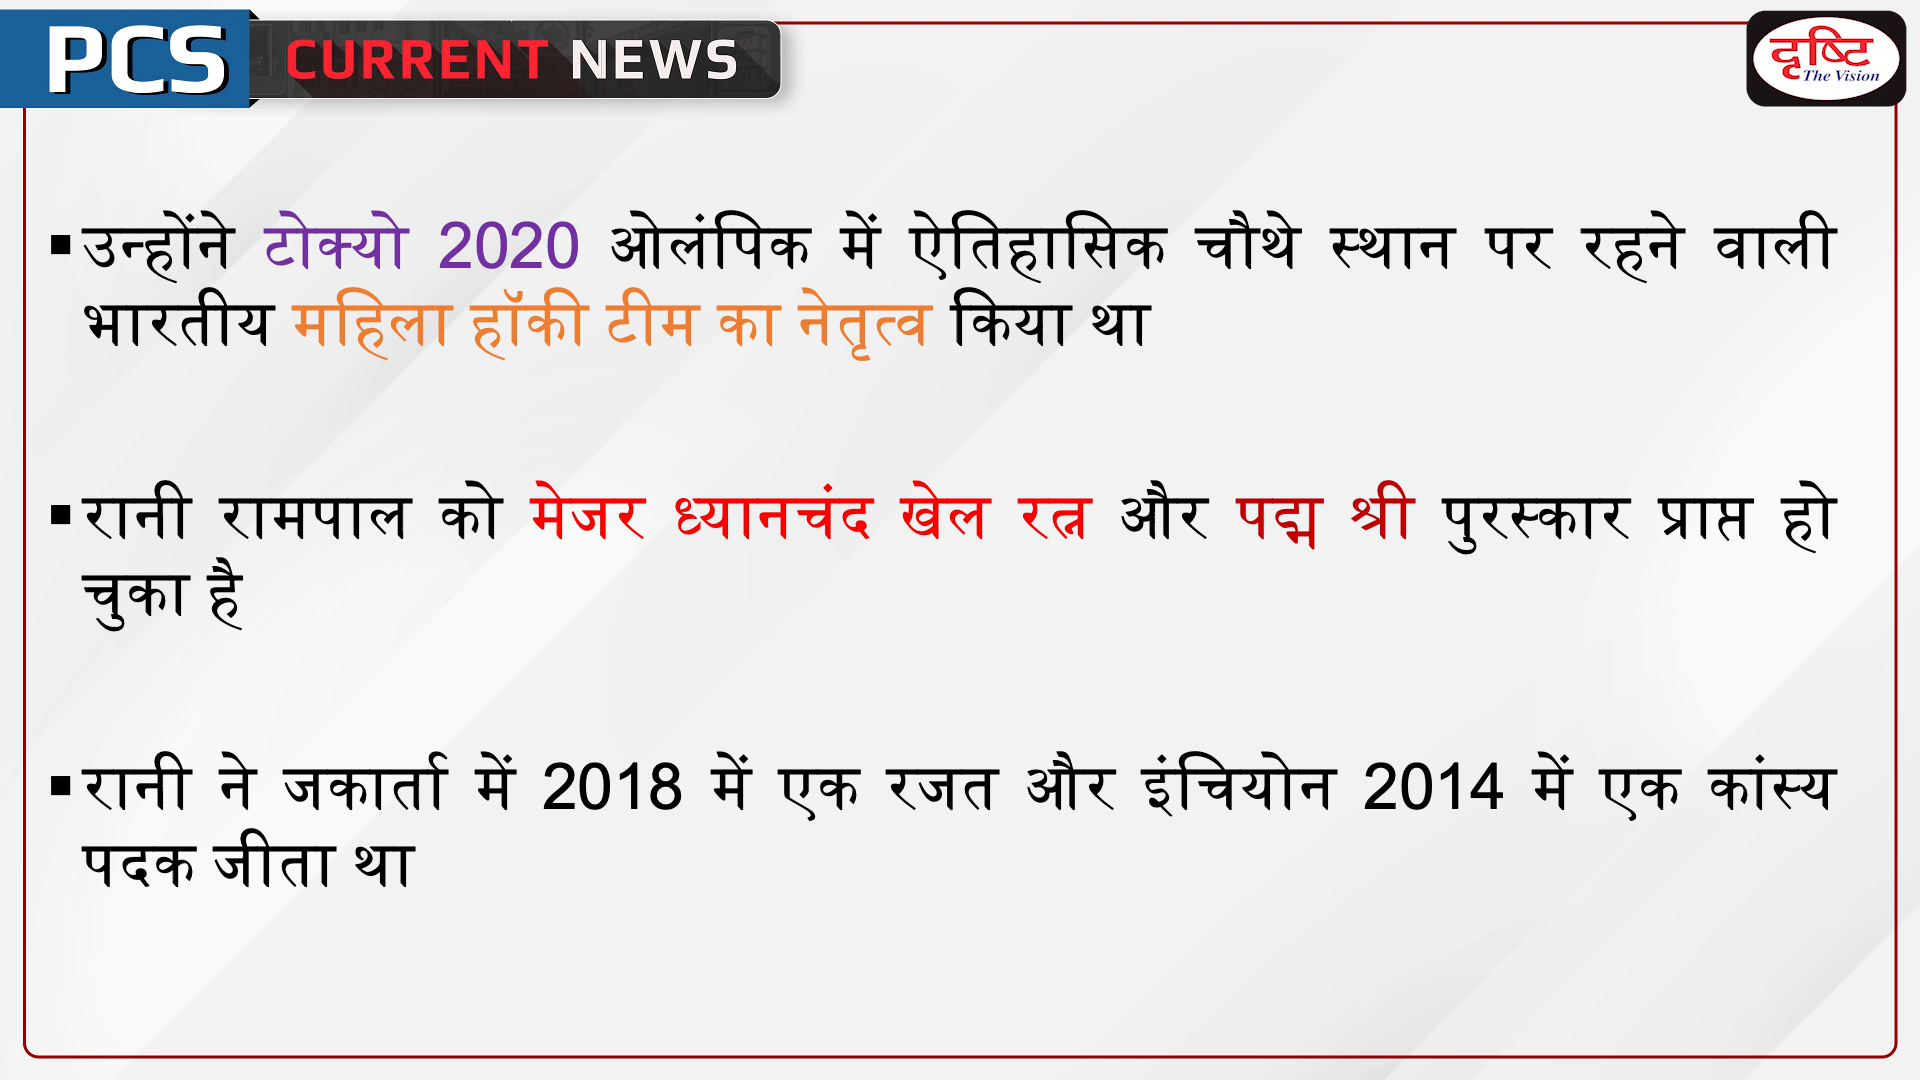 PCS CURRENT NEWS
दृष्टि
The Vision
▪उन्होंने टोक्यो 2020 ओलंपिक में ऐतिहासिक चौथे स्थान पर रहने वाली
भारतीय महिला हॉकी टीम का नेतृत्व किया था
▪रानी रामपाल को मेजर ध्यानचंद खेल रत्न और पद्म श्री पुरस्कार प्राप्त हो
चुका है
▪रानी ने जकार्ता में 2018 में एक रजत और इंचियोन 2014 में एक कांस्य
पदक जीता था